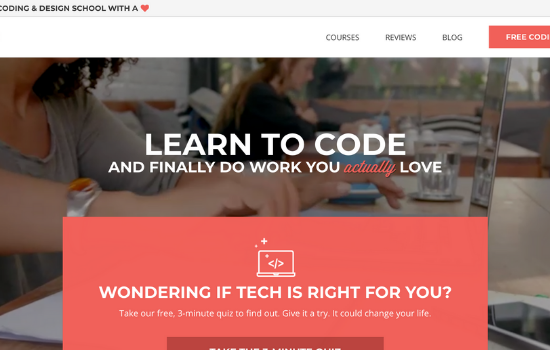 CODING & DESIGN SCHOOL WITH A
COURSES REVIEWS BLOG FREE
LEARN TO CODE
AND FINALLY DO WORK YOU actually LOVE
</>
WONDERING IF TECH IS RIGHT FOR YOU?
Take our free, 3-minute quiz to find out. Give it a try. It could change your life.